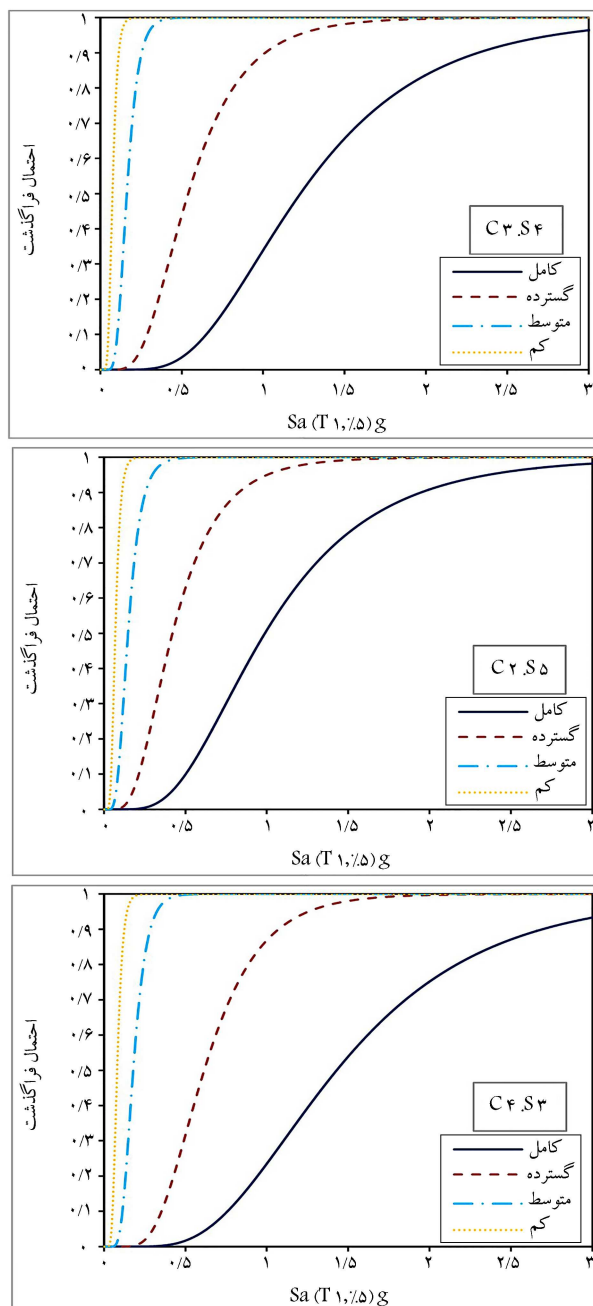 ۱
۰/۹
۰/۸
۰/۷
۰/۶
۰/۵
۰/۴
۰/۳
۰/۲
۰/۱
۰
احتمال فراگذشت
C۳.S۴
کامل
گسترده
متوسط
کم
۰ ۰/۵ ۱ ۱/۵ ۲ ۲/۵ ۳
Sa (T۱,٪۵) g
۱
۰/۹
۰/۸
۰/۷
۰/۶
۰/۵
۰/۴
۰/۳
۰/۲
۰/۱
۰
احتمال فراگذشت
C۲.S۵
کامل
گسترده
متوسط
کم
۰ ۰/۵ ۱ ۱/۵ ۲ ۲/۵ ۳
Sa (T۱,٪۵) g
۱
۰/۹
۰/۸
۰/۷
۰/۶
۰/۵
۰/۴
۰/۳
۰/۲
۰/۱
۰
احتمال فراگذشت
C۴.S۳
کامل
گسترده
متوسط
کم
۰ ۰/۵ ۱ ۱/۵ ۲ ۲/۵ ۳
Sa (T۱,٪۵) g